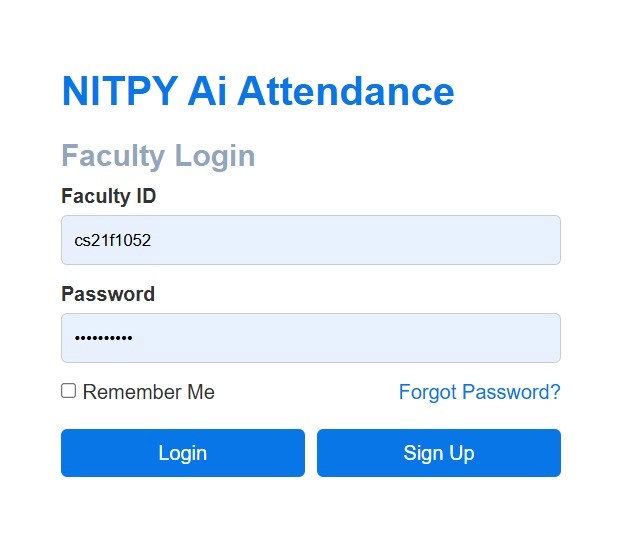 NITPY Ai Attendance
Faculty Login
Faculty ID
cs21f1052
Password
••••••••••
Remember Me Forgot Password?
Login Sign Up